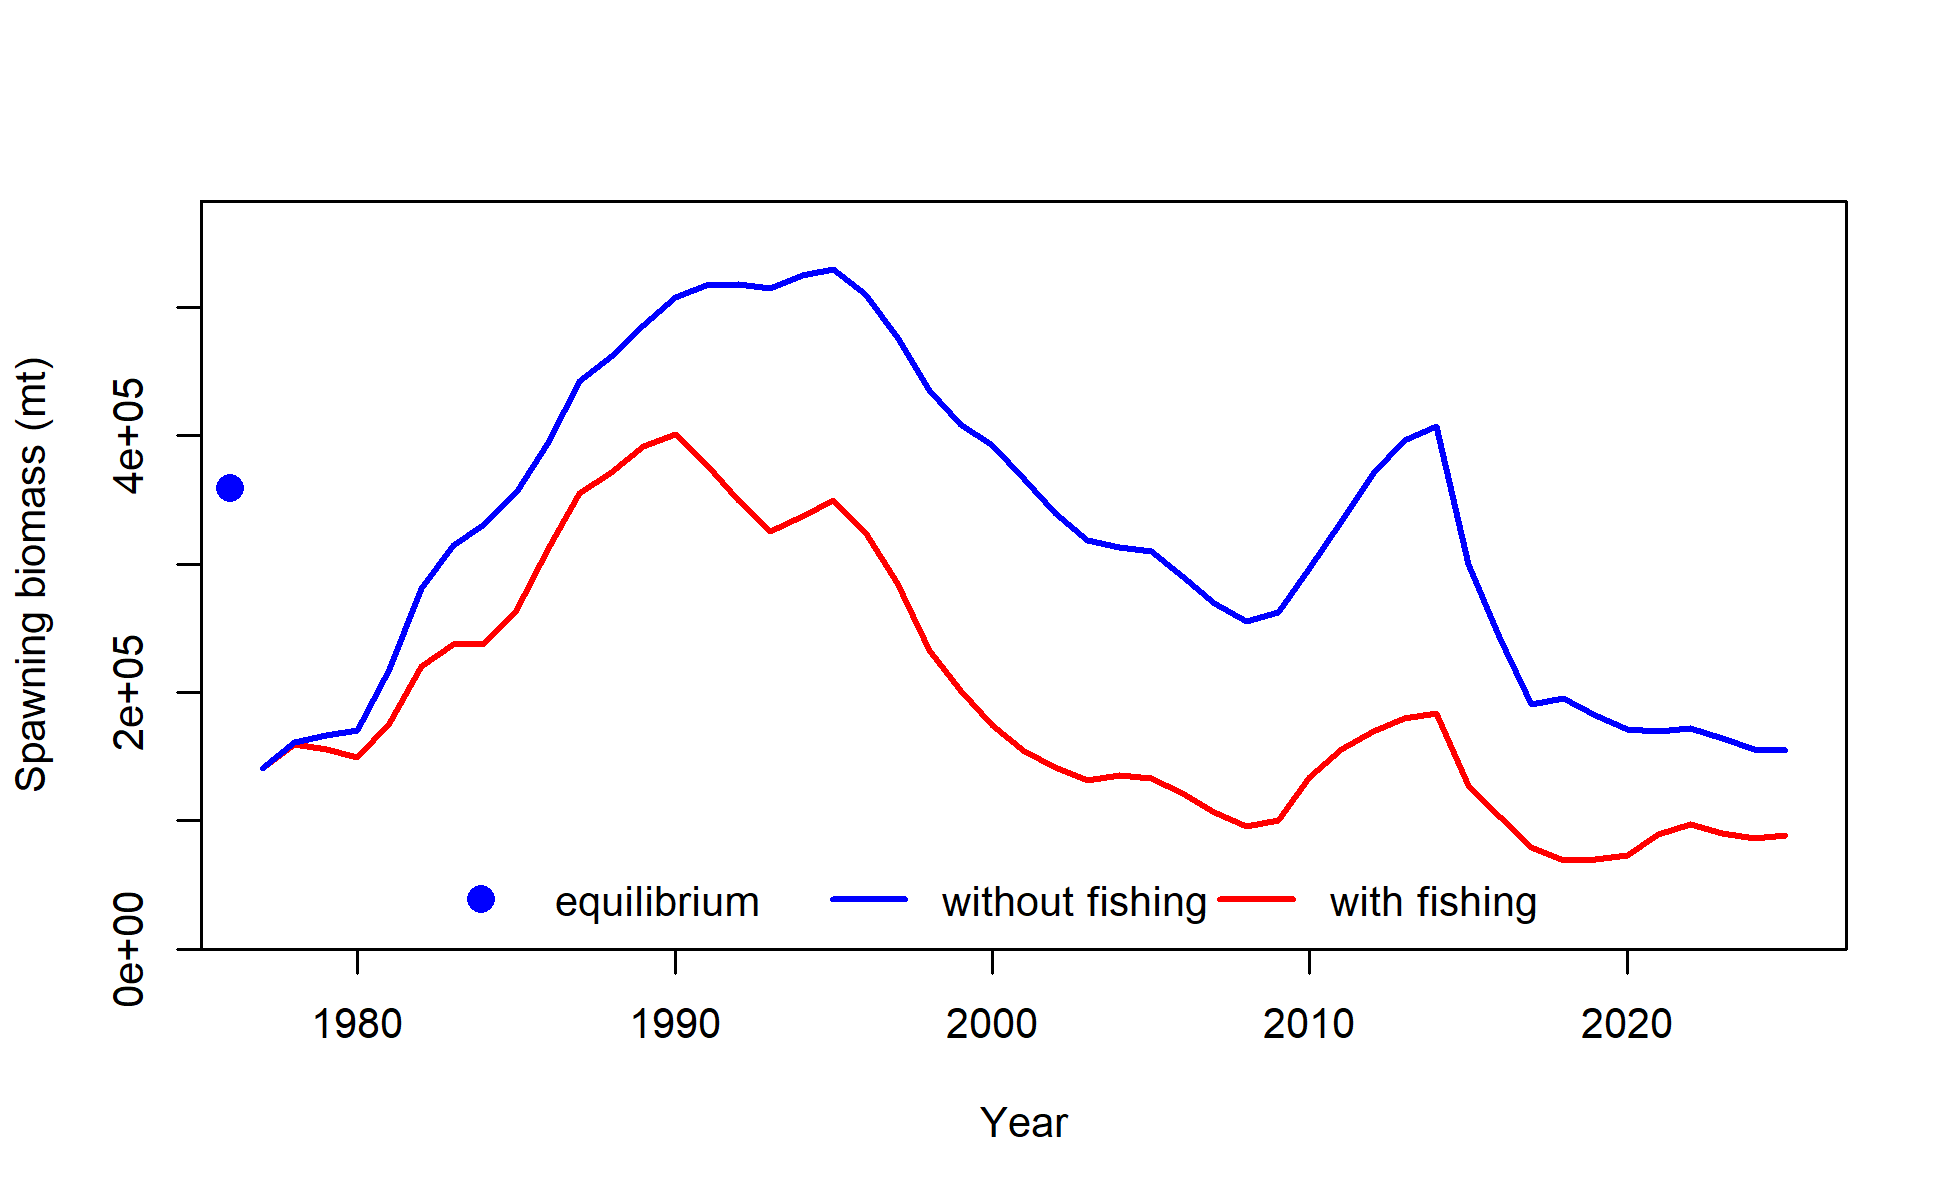 Spawning biomass (mt)
4e+05
2e+05
0e+00
equilibrium without fishing with fishing
1980 1990 2000 2010 2020
Year